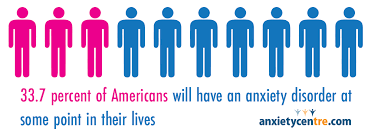 33.7 percent of Americans will have an anxiety disorder at
some point in their lives
anxietycentre.com